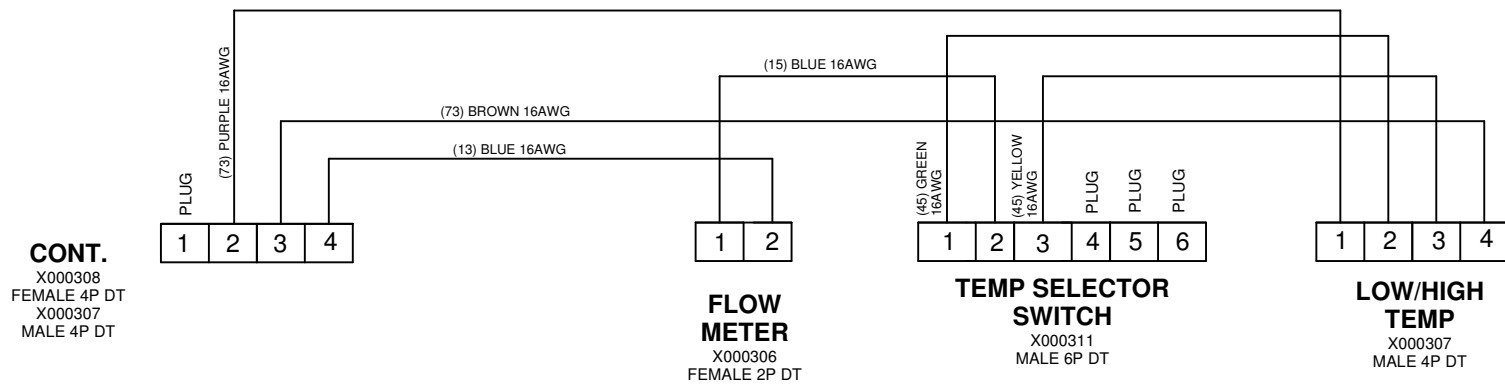 (15) BLUE 16AWG
(73) PURPLE 16AWG
(73) BROWN 16AWG
(13) BLUE 16AWG
PLUG
(45) GREEN
16AWG
(45) YELLOW
16AWG
PLUG
PLUG
PLUG
1 2 3 4
1 2
1 2 3 4 5 6
1 2 3 4
CONT.
X000308
FEMALE 4P DT
X000307
MALE 4P DT
FLOW
METER
X000306
FEMALE 2P DT
TEMP SELECTOR
SWITCH
X000311
MALE 6P DT
LOW/HIGH
TEMP
X000307
MALE 4P DT